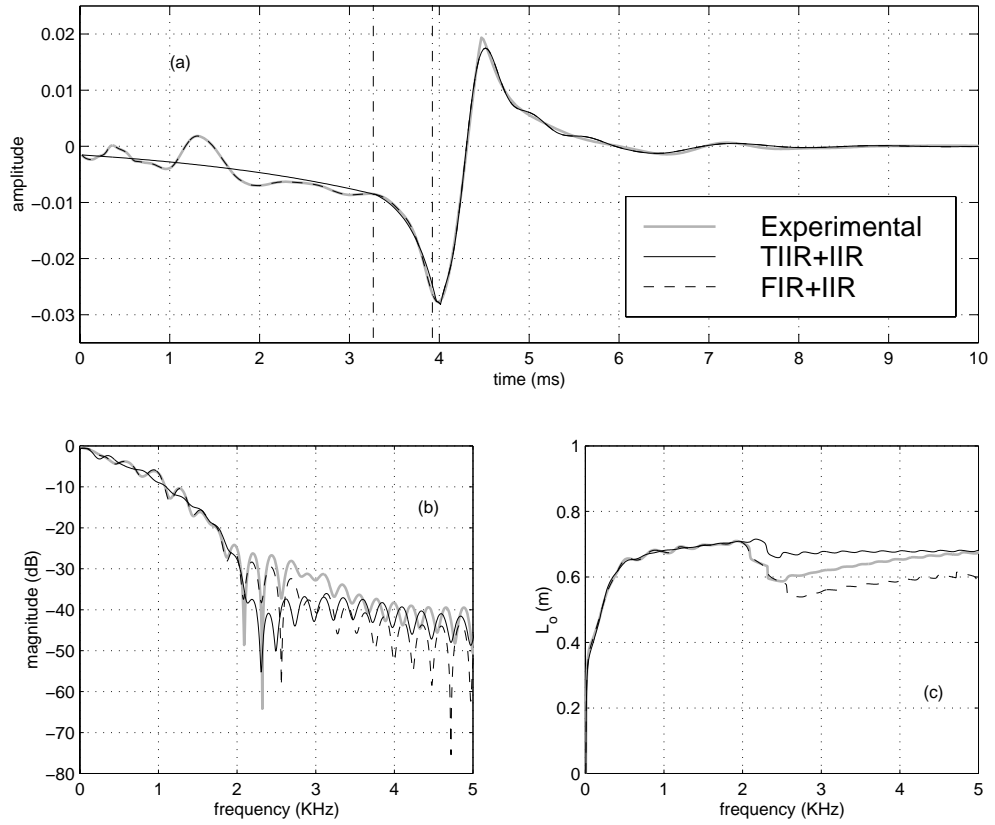 0.02
0.01
0
−0.01
−0.02
−0.03
amplitude
(a)
Experimental
TIIR+IIR
FIR+IIR
0 1 2 3 4 5 6 7 8 9 10
time (ms)
0
−10
−20
−30
−40
−50
−60
−70
−80
magnitude (dB)
(b)
0 1 2 3 4 5
frequency (KHz)
1
0.8
0.6
0.4
0.2
0
L_o (m)
(c)
0 1 2 3 4 5
frequency (KHz)